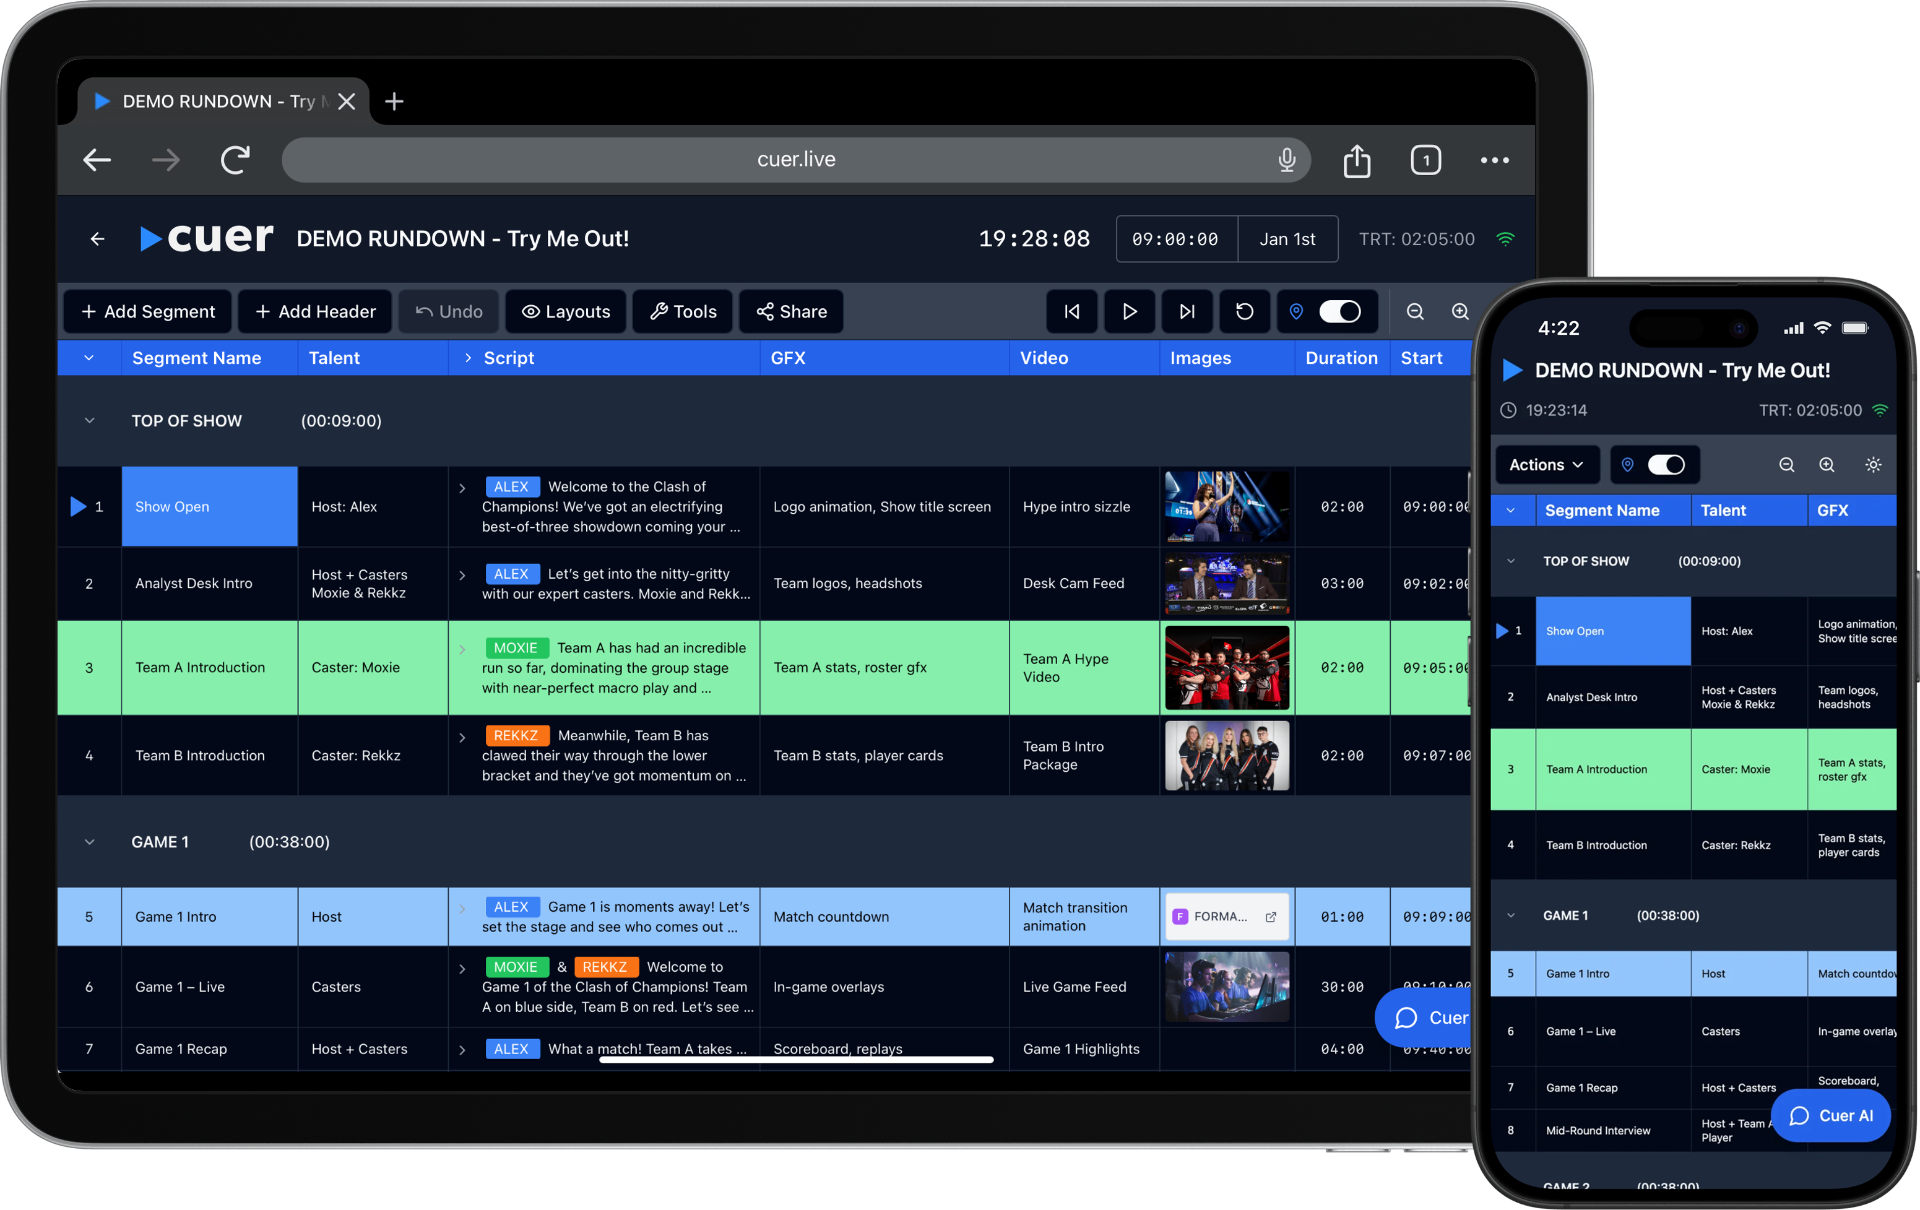 DEMO RUNDOWN - Try
cuer.live
1
cuer DEMO RUNDOWN - Try Me Out! 19:28:08 09:00:00 Jan 1st TRT: 02:05:00
Add Segment Add Header Undo Layouts Tools Share
Segment Name Talent Script GFX Video Images Duration Start
TOP OF SHOW (00:09:00)
1 Show Open Host: Alex
ALEX Welcome to the Clash of
Champions! We've got an electrifying
best-of-three showdown coming your ...
Logo animation, Show title screen Hype intro sizzle 02:00 09:00:00
2 Analyst Desk Intro
Host + Casters
Moxie & Rekkz
ALEX Let's get into the nitty-gritty
with our expert casters. Moxie and Rekk...
Team logos, headshots Desk Cam Feed 03:00 09:02:00
3 Team A Introduction Caster: Moxie
MOXIE Team A has had an incredible
run so far, dominating the group stage
with near-perfect macro play and ...
Team A stats, roster gfx
Team A Hype
Video
02:00 09:05:00
4 Team B Introduction Caster: Rekkz
REKKZ Meanwhile, Team B has
clawed their way through the lower
bracket and they've got momentum on ...
Team B stats, player cards
Team B Intro
Package
02:00 09:07:00
GAME 1 (00:38:00)
5 Game 1 Intro Host
ALEX Game 1 is moments away! Let's
set the stage and see who comes out ...
Match countdown
Match transition
animation
F FORMA...
01:00 09:09:00
6 Game 1 – Live Casters
MOXIE & REKKZ Welcome to
Game 1 of the Clash of Champions! Team
A on blue side, Team B on red. Let's see ...
In-game overlays Live Game Feed 30:00 09:10:00
Cuer
7 Game 1 Recap Host + Casters ALEX What a match! Team A takes ... Scoreboard, replays Game 1 Highlights 04:00 09:40:00
4:22
DEMO RUNDOWN - Try Me Out!
19:23:14 TRT: 02:05:00
Actions
Segment Name Talent GFX
TOP OF SHOW (00:09:00)
1 Show Open Host: Alex
Logo animation,
Show title scree
2 Analyst Desk Intro
Host + Casters
Moxie & Rekkz
Team logos,
headshots
3 Team A Introduction Caster: Moxie
Team A stats,
roster gfx
4 Team B Introduction Caster: Rekkz
Team B stats,
player cards
GAME 1 (00:38:00)
5 Game 1 Intro Host Match countdow
6 Game 1 – Live Casters In-game overlay
7 Game 1 Recap Host + Casters Scoreboard,
8 Mid-Round Interview
Host + Team A
Player
Cuer AI
GAME 2 (00:38:00)